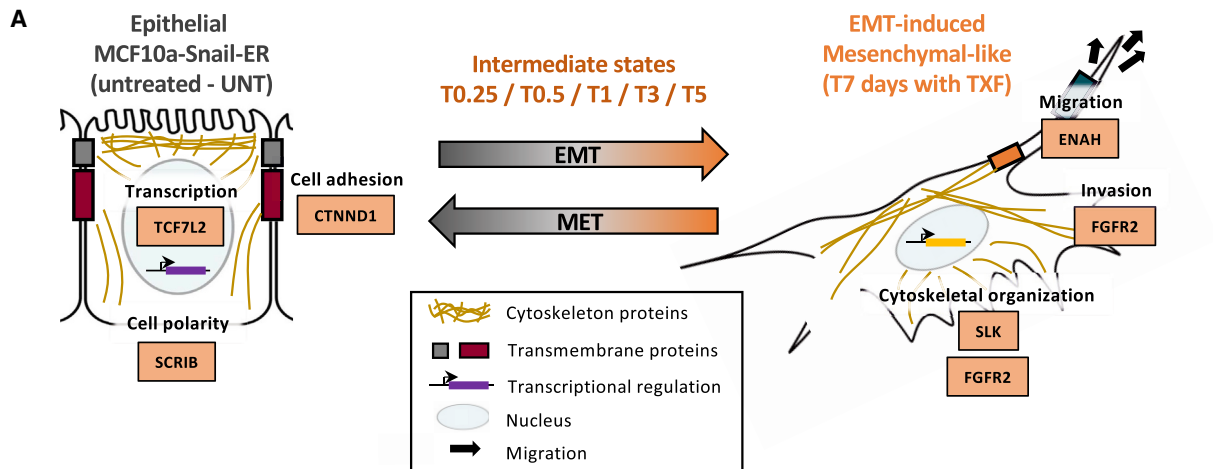 A
Epithelial
MCF10a-Snail-ER
(untreated - UNT)
Transcription
TCF7L2
Cell adhesion
CTNND1
Cell polarity
SCRIB
Intermediate states
T0.25 / T0.5 / T1 / T3 / T5
EMT
MET
Cytoskeleton proteins
Transmembrane proteins
Transcriptional regulation
Nucleus
Migration
EMT-induced
Mesenchymal-like
(T7 days with TXF)
Migration
ENAH
Invasion
FGFR2
Cytoskeletal organization
SLK
FGFR2